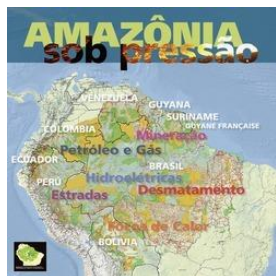 AMAZÔNIA
sob pressão
VENEZUELA
GUYANA
SURINAME
GUYANE FRANÇAISE
COLOMBIA
Mineração
Petróleo e Gás
ECUADOR
BRASIL
Hidroelétricas
PERÚ
Desmatamento
Estradas
Focos de Calor
BOLIVIA